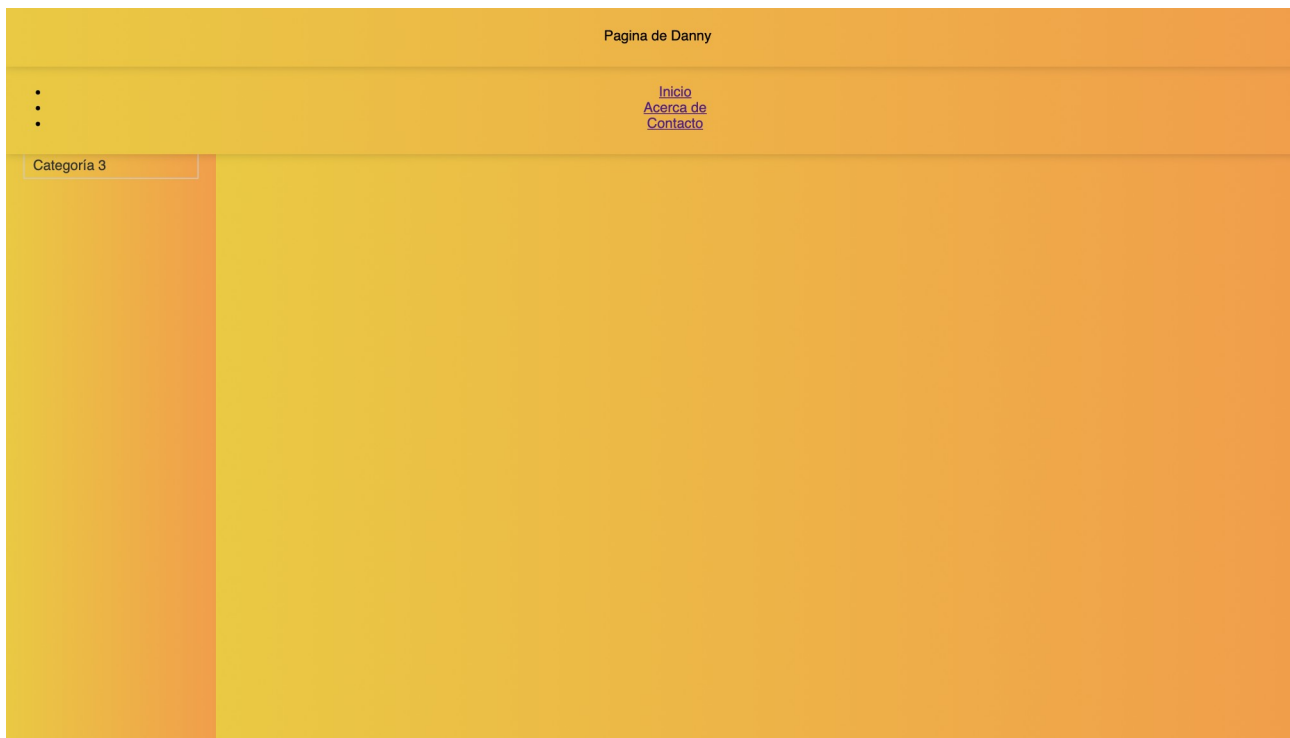 Pagina de Danny
Inicio
Acerca de
Contacto
Categoría 3